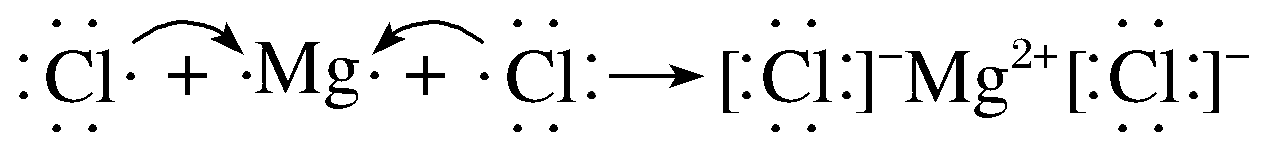 :Cl· + ·Mg· + ·Cl: → [:Cl:]⁻Mg²⁺[:Cl:]⁻